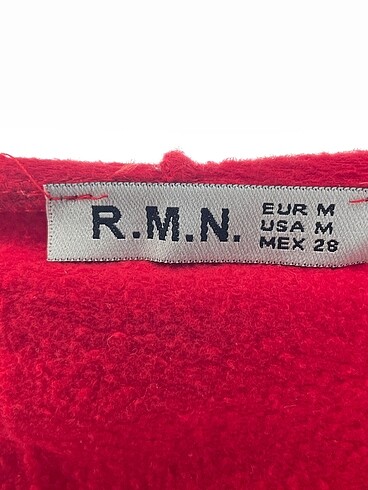 R.M.N.
EUR M
USA M
MEX 28